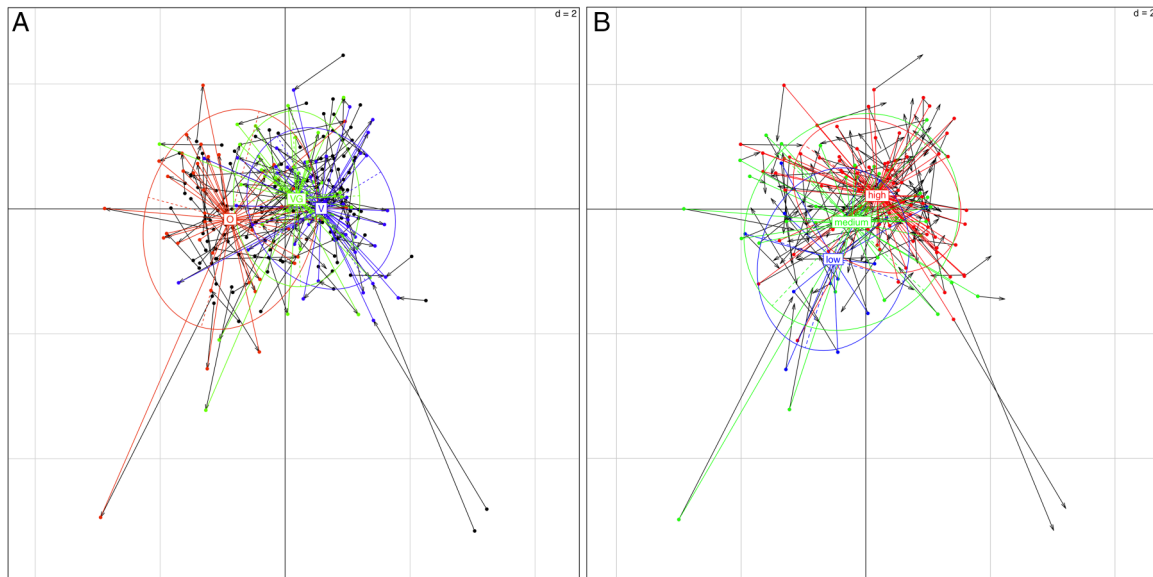 A
d = 2
O
VG
V
B
d = 2
high
medium
low